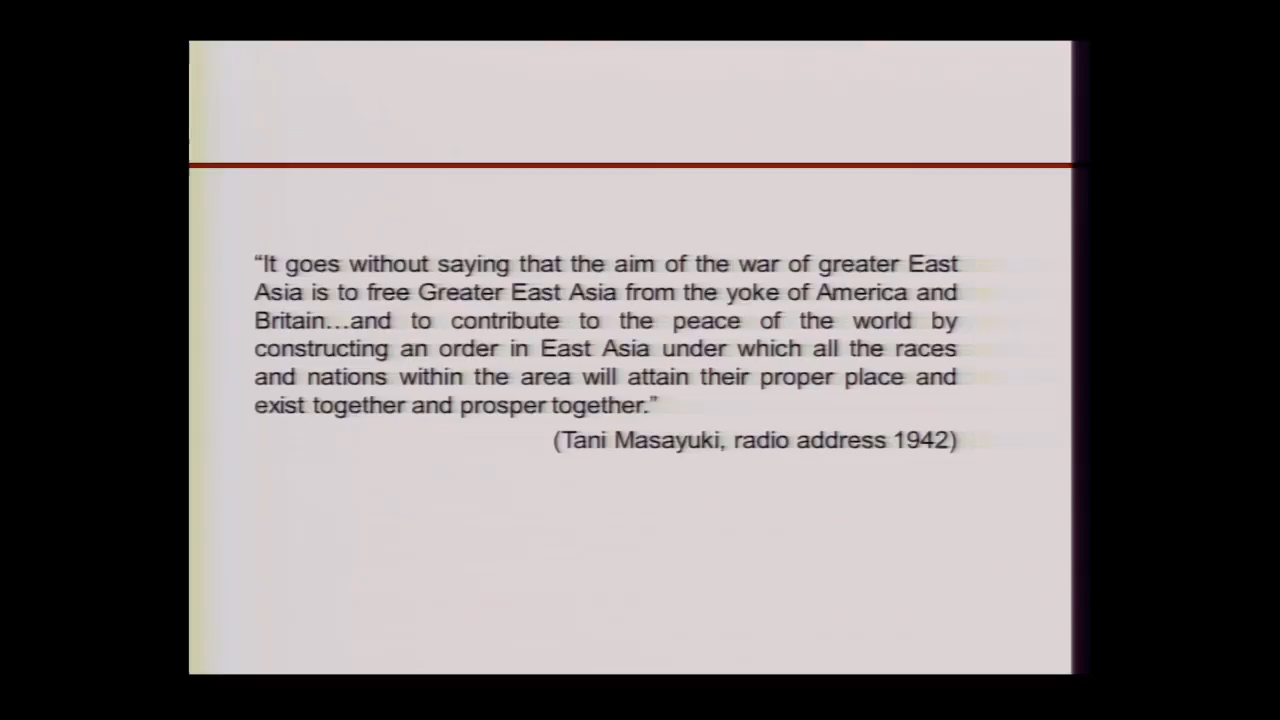 “It goes without saying that the aim of the war of greater East
Asia is to free Greater East Asia from the yoke of America and
Britain…and to contribute to the peace of the world by
constructing an order in East Asia under which all the races
and nations within the area will attain their proper place and
exist together and prosper together.”
(Tani Masayuki, radio address 1942)